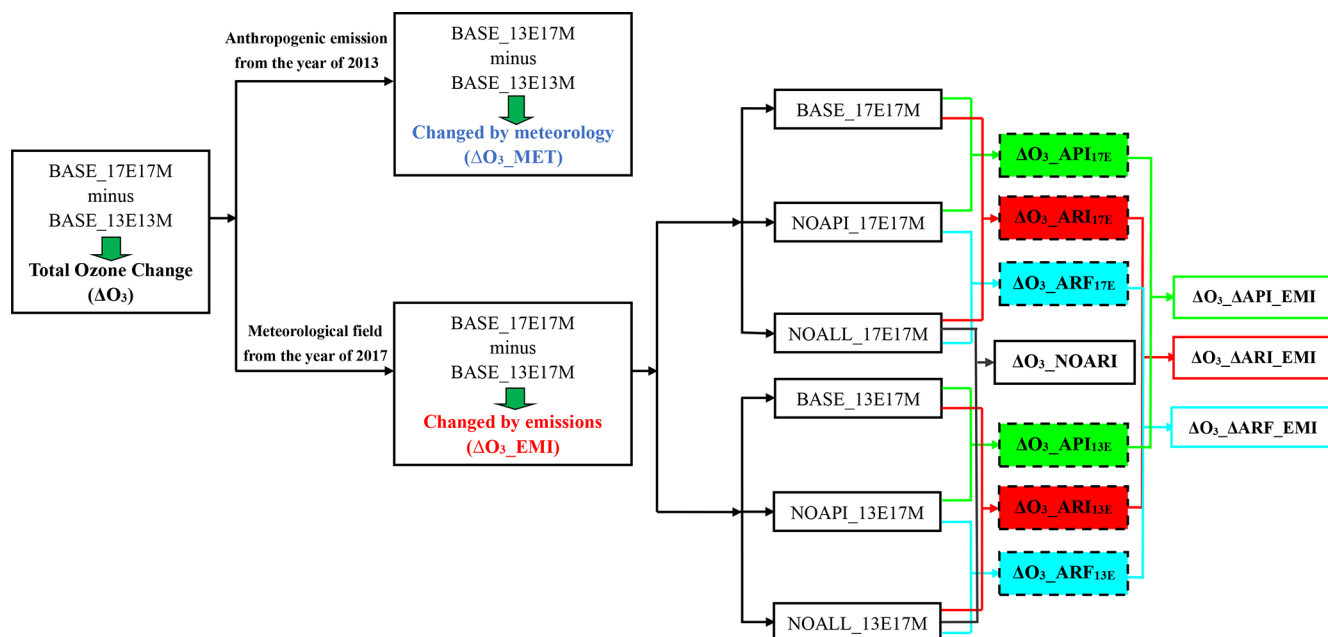 BASE_17E17M
minus
BASE_13E13M
Total Ozone Change
(ΔO₃)
Anthropogenic emission
from the year of 2013
BASE_13E17M
minus
BASE_13E13M
Changed by meteorology
(ΔO₃_MET)
Meteorological field
from the year of 2017
BASE_17E17M
minus
BASE_13E17M
Changed by emissions
(ΔO₃_EMI)
BASE_17E17M
NOAPI_17E17M
NOALL_17E17M
BASE_13E17M
NOAPI_13E17M
NOALL_13E17M
ΔO₃_API₁₇E
ΔO₃_ARI₁₇E
ΔO₃_ARF₁₇E
ΔO₃_NOARI
ΔO₃_API₁₃E
ΔO₃_ARI₁₃E
ΔO₃_ARF₁₃E
ΔO₃_ΔAPI_EMI
ΔO₃_ΔARI_EMI
ΔO₃_ΔARF_EMI